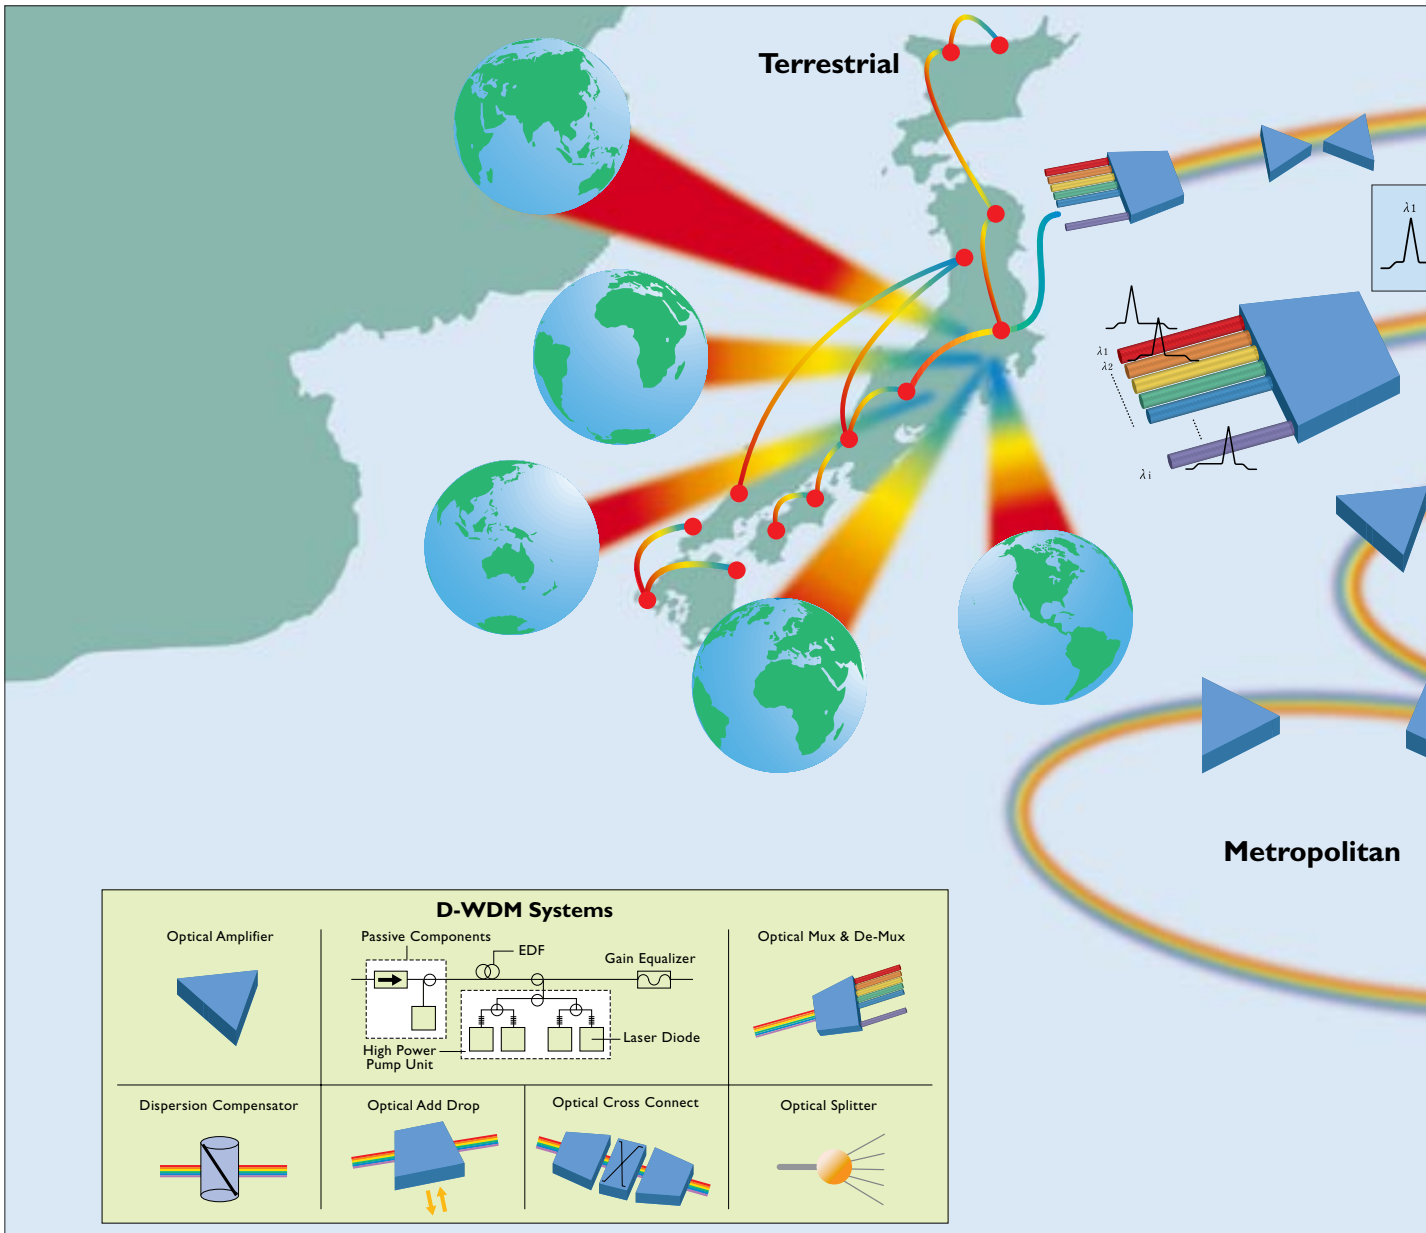 Terrestrial
λ1
λ1
λ2
λi
Metropolitan
D-WDM Systems
Optical Amplifier
Passive Components
EDF
Gain Equalizer
High Power
Pump Unit
Laser Diode
Optical Mux & De-Mux
Dispersion Compensator
Optical Add Drop
Optical Cross Connect
Optical Splitter